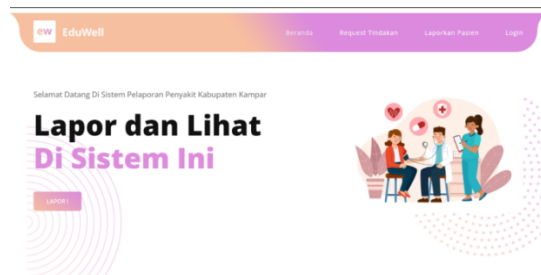 ew EduWell
Beranda Request Tindakan Laporkan Pasien Login
Selamat Datang Di Sistem Pelaporan Penyakit Kabupaten Kampar
Lapor dan Lihat
Di Sistem Ini
LAPOR !